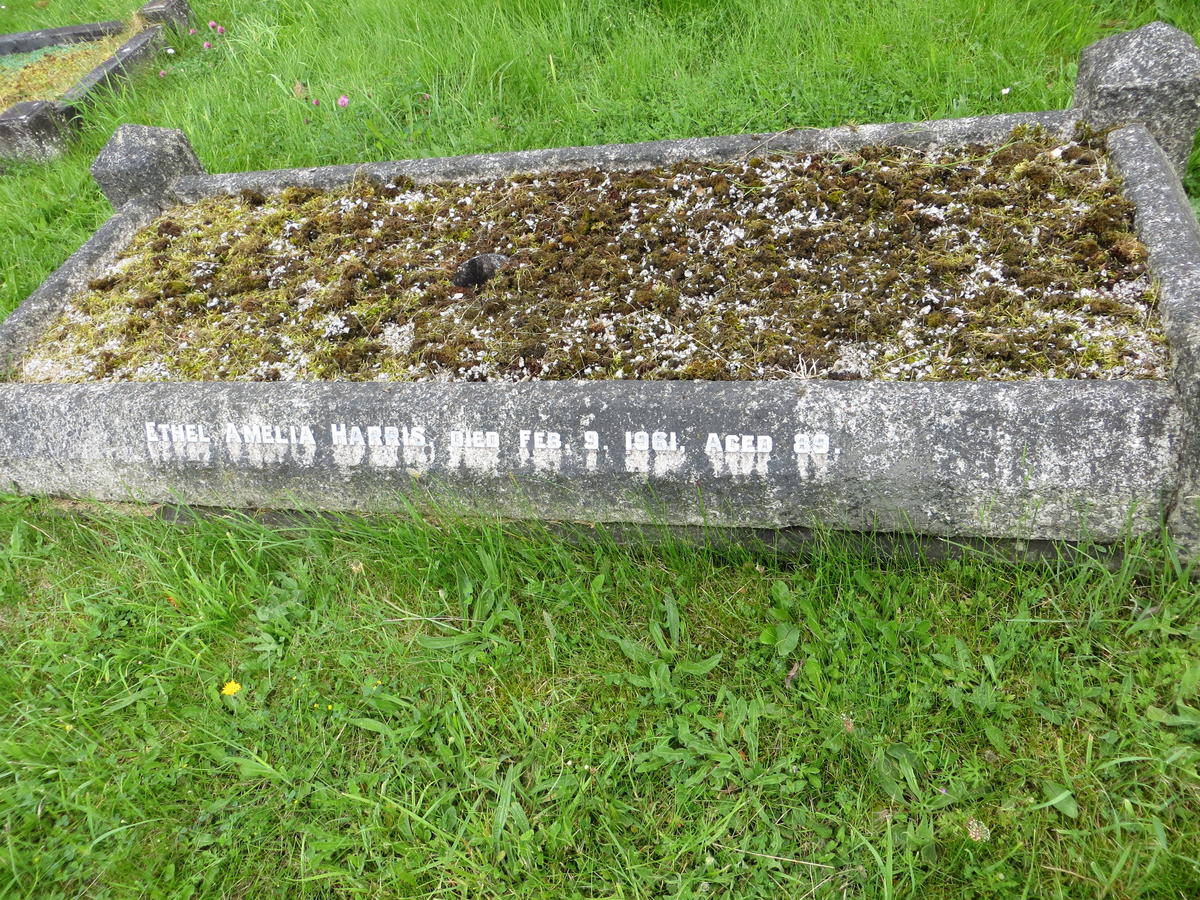 ETHEL AMELIA HARRIS, DIED FEB. 9. 1961, AGED 89.